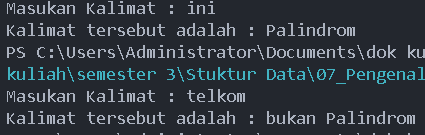 Masukan Kalimat : ini
Kalimat tersebut adalah : Palindrom
PS C:\Users\Administrator\Documents\dok ku
kuliah\semester 3\Stuktur Data\07_Pengenal
Masukan Kalimat : telkom
Kalimat tersebut adalah : bukan Palindrom